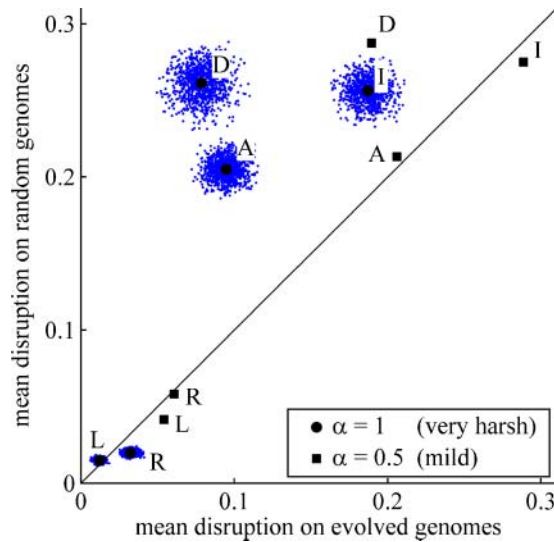 mean disruption on random genomes
0.3
0.2
0.1
0
D
D
I
I
A
A
R
L
L
R
α = 1 (very harsh)
α = 0.5 (mild)
0 0.1 0.2 0.3
mean disruption on evolved genomes